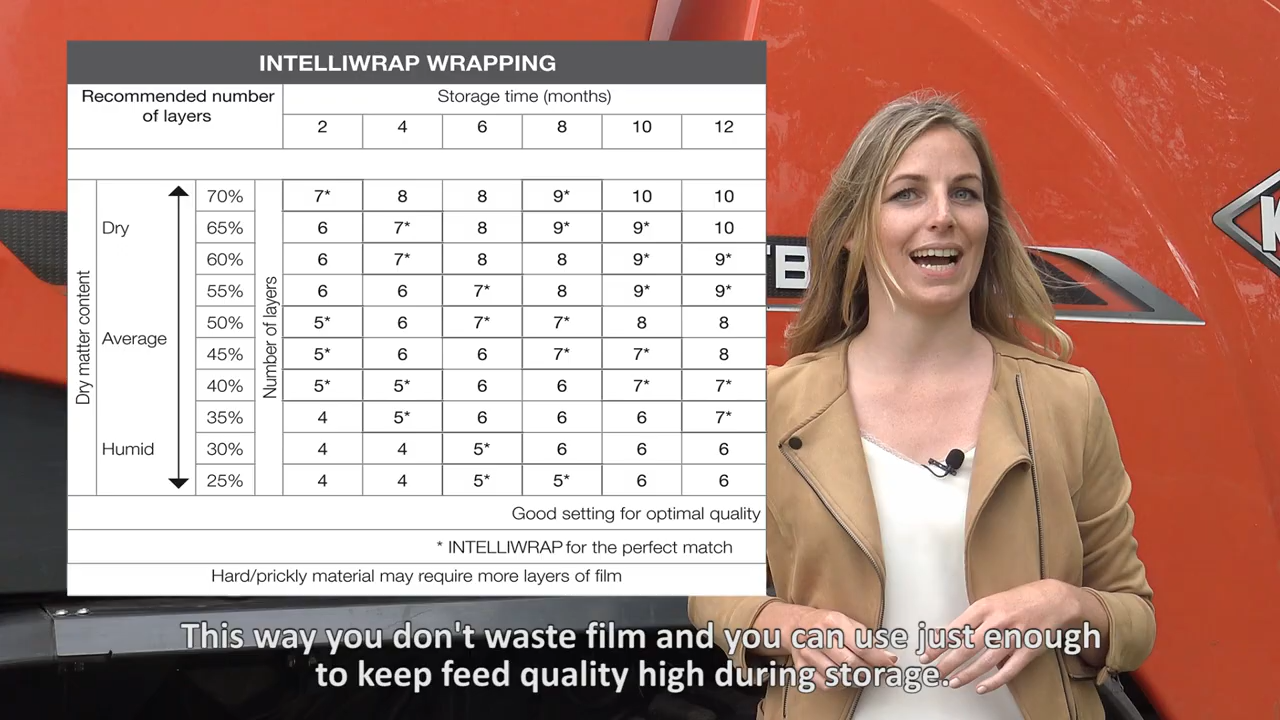 INTELLIWRAP WRAPPING
Recommended number
of layers
Storage time (months)
2 4 6 8 10 12
Dry matter content
Dry
Average
Humid
Number of layers
70% 7* 8 8 9* 10 10
65% 6 7* 8 9* 9* 10
60% 6 7* 8 8 9* 9*
55% 6 6 7* 8 9* 9*
50% 5* 6 7* 7* 8 8
45% 5* 6 6 7* 7* 8
40% 5* 5* 6 6 7* 7*
35% 4 5* 6 6 6 7*
30% 4 4 5* 6 6 6
25% 4 4 5* 5* 6 6
Good setting for optimal quality
* INTELLIWRAP for the perfect match
Hard/prickly material may require more layers of film
This way you don't waste film and you can use just enough
to keep feed quality high during storage.